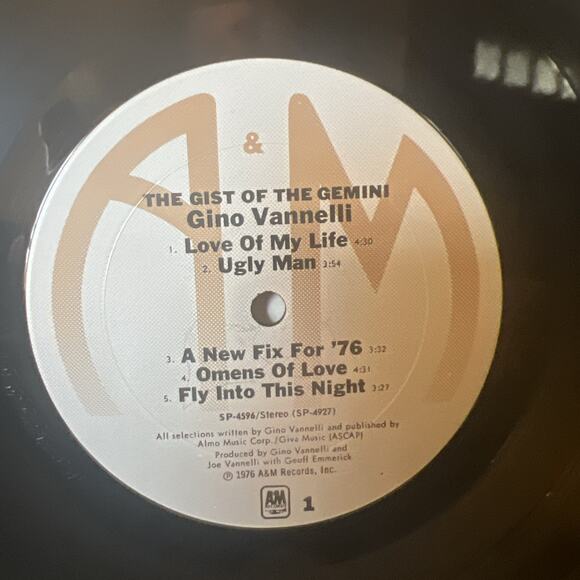 &
THE GIST OF THE GEMINI
Gino Vannelli
1. Love Of My Life 4:30
2. Ugly Man 3:54
3. A New Fix For '76 3:32
4. Omens Of Love 4:31
5. Fly Into This Night 3:27
SP-4596/Stereo (SP-4927)
All selections written by Gino Vannelli and published by
Almo Music Corp./Giva Music (ASCAP)
Produced by Gino Vannelli and
Joe Vannelli with Geoff Emmerick
℗ 1976 A&M Records, Inc.
A&M
RECORDS
1